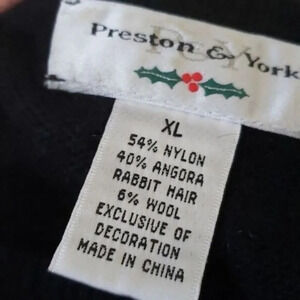 Preston & York
XL
54% NYLON
40% ANGORA
RABBIT HAIR
6% WOOL
EXCLUSIVE OF
DECORATION
MADE IN CHINA